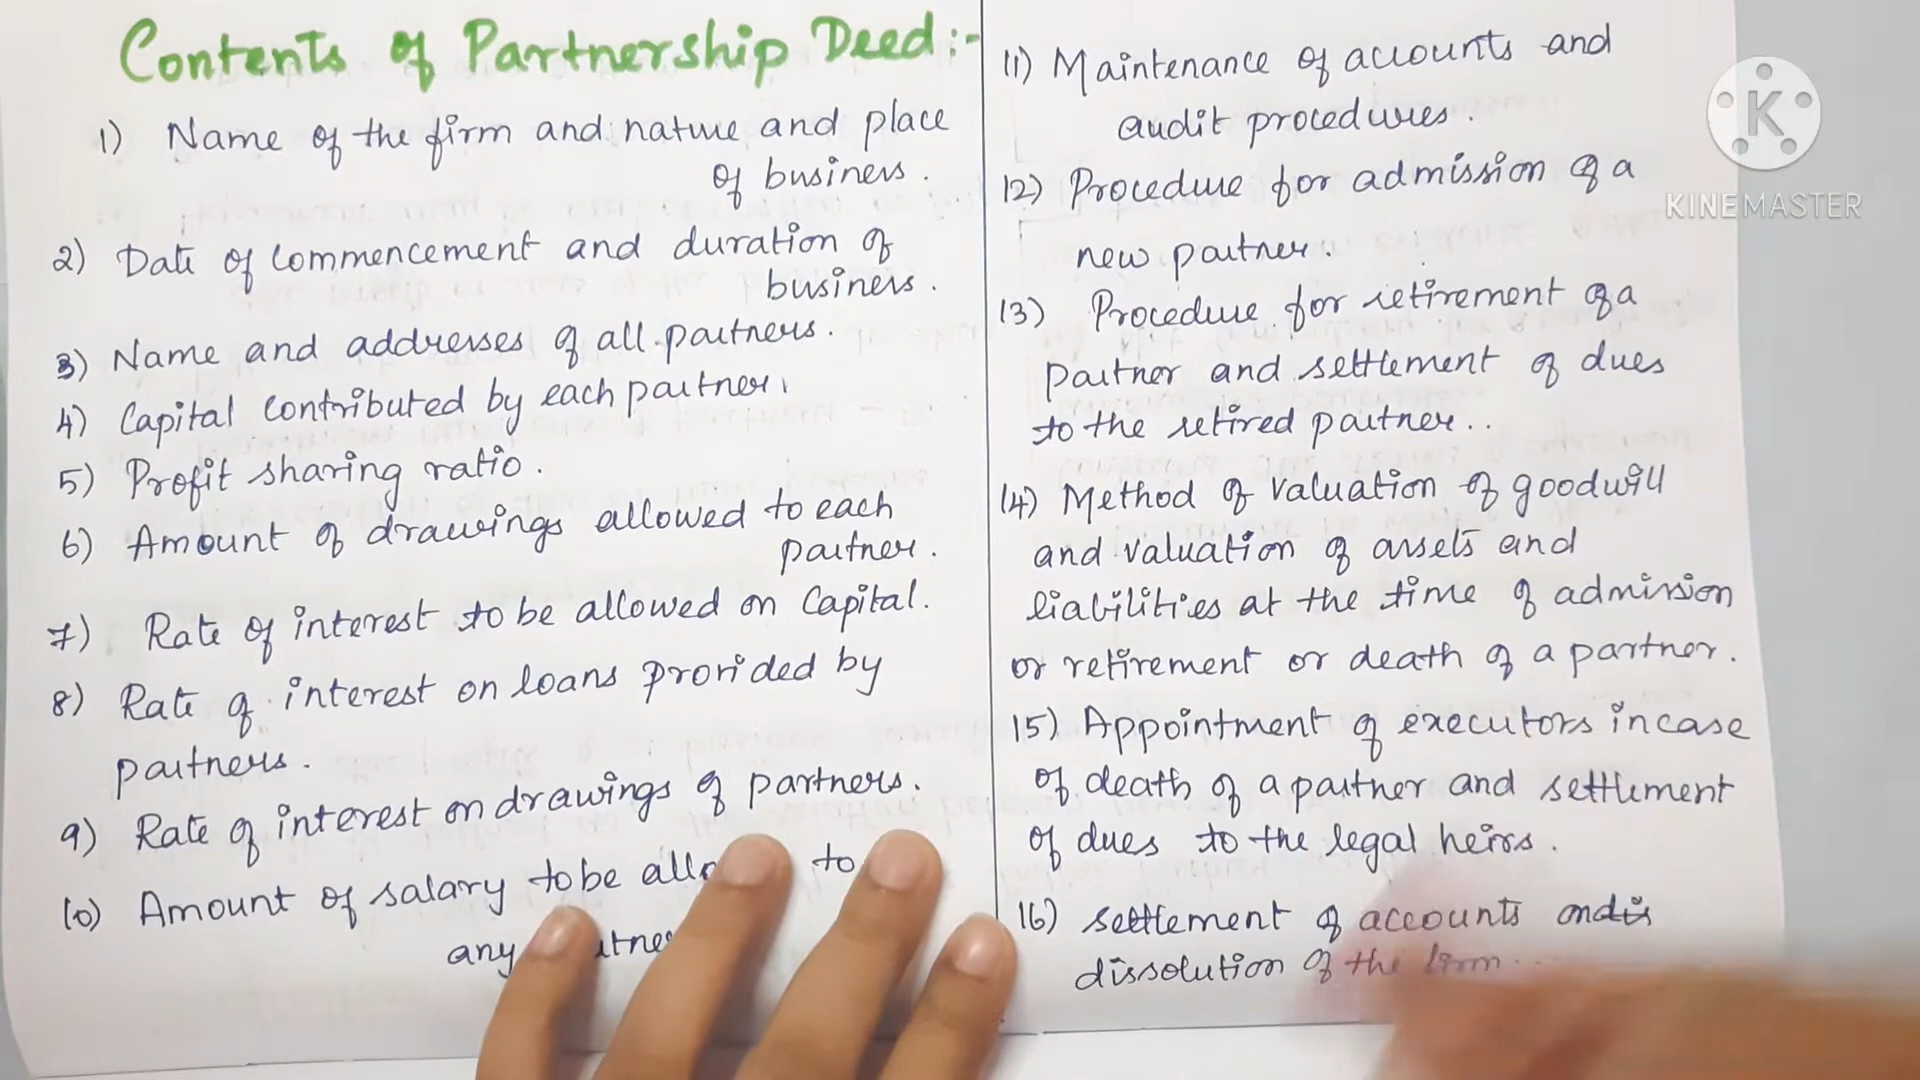 Contents of Partnership Deed:-
1) Name of the firm and nature and place
of business.
2) Date of Commencement and duration of
business.
3) Name and addresses of all partners.
4) Capital contributed by each partner.
5) Profit sharing ratio.
6) Amount of drawings allowed to each
partner.
7) Rate of interest to be allowed on Capital.
8) Rate of interest on loans provided by
partners.
9) Rate of interest on drawings of partners.
10) Amount of salary to be to
any
11) Maintenance of accounts and
audit procedures.
12) Procedure for admission of a
new partner.
13) Procedure for retirement of a
partner and settlement of dues
to the retired partner..
14) Method of valuation of goodwill
and valuation of assets and
liabilities at the time of admission
or retirement or death of a partner.
15) Appointment of executors incase
of death of a partner and settlement
of dues to the legal heirs.
16) settlement of accounts
dissolution of the firm.
K
KINEMASTER